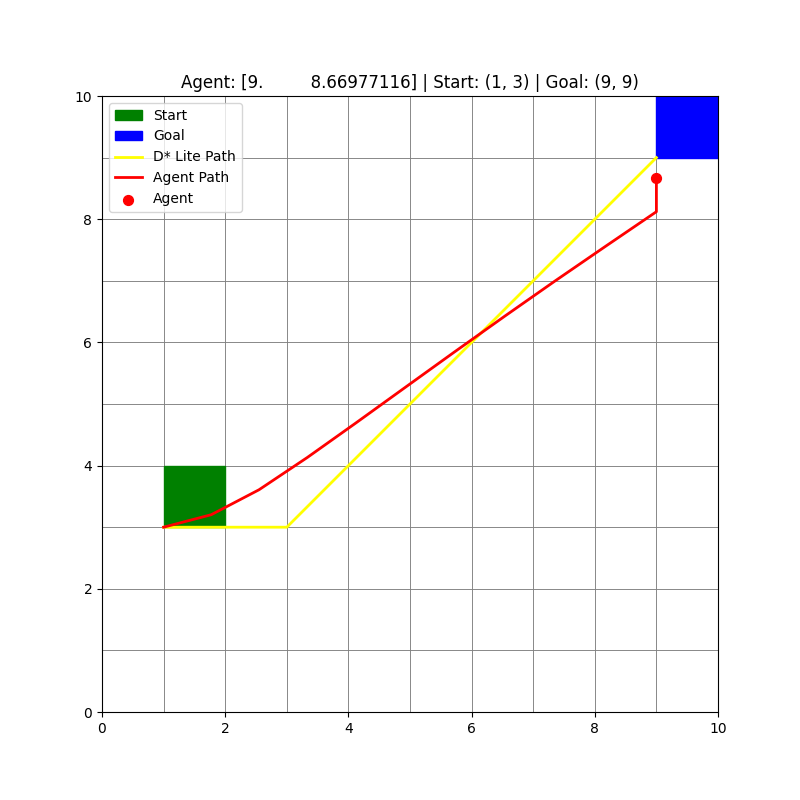 Agent: [9.         8.66977116] | Start: (1, 3) | Goal: (9, 9)
Start
Goal
D* Lite Path
Agent Path
Agent
10
8
6
4
2
0
0 2 4 6 8 10